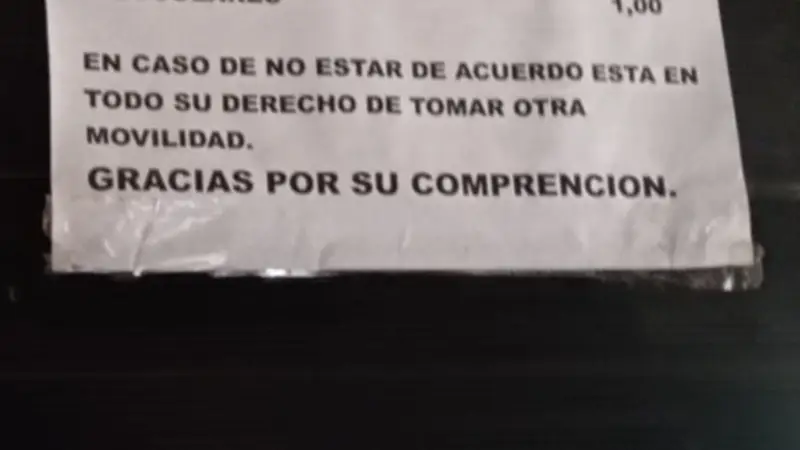 1,00
EN CASO DE NO ESTAR DE ACUERDO ESTA EN
TODO SU DERECHO DE TOMAR OTRA
MOVILIDAD.
GRACIAS POR SU COMPRENCION.